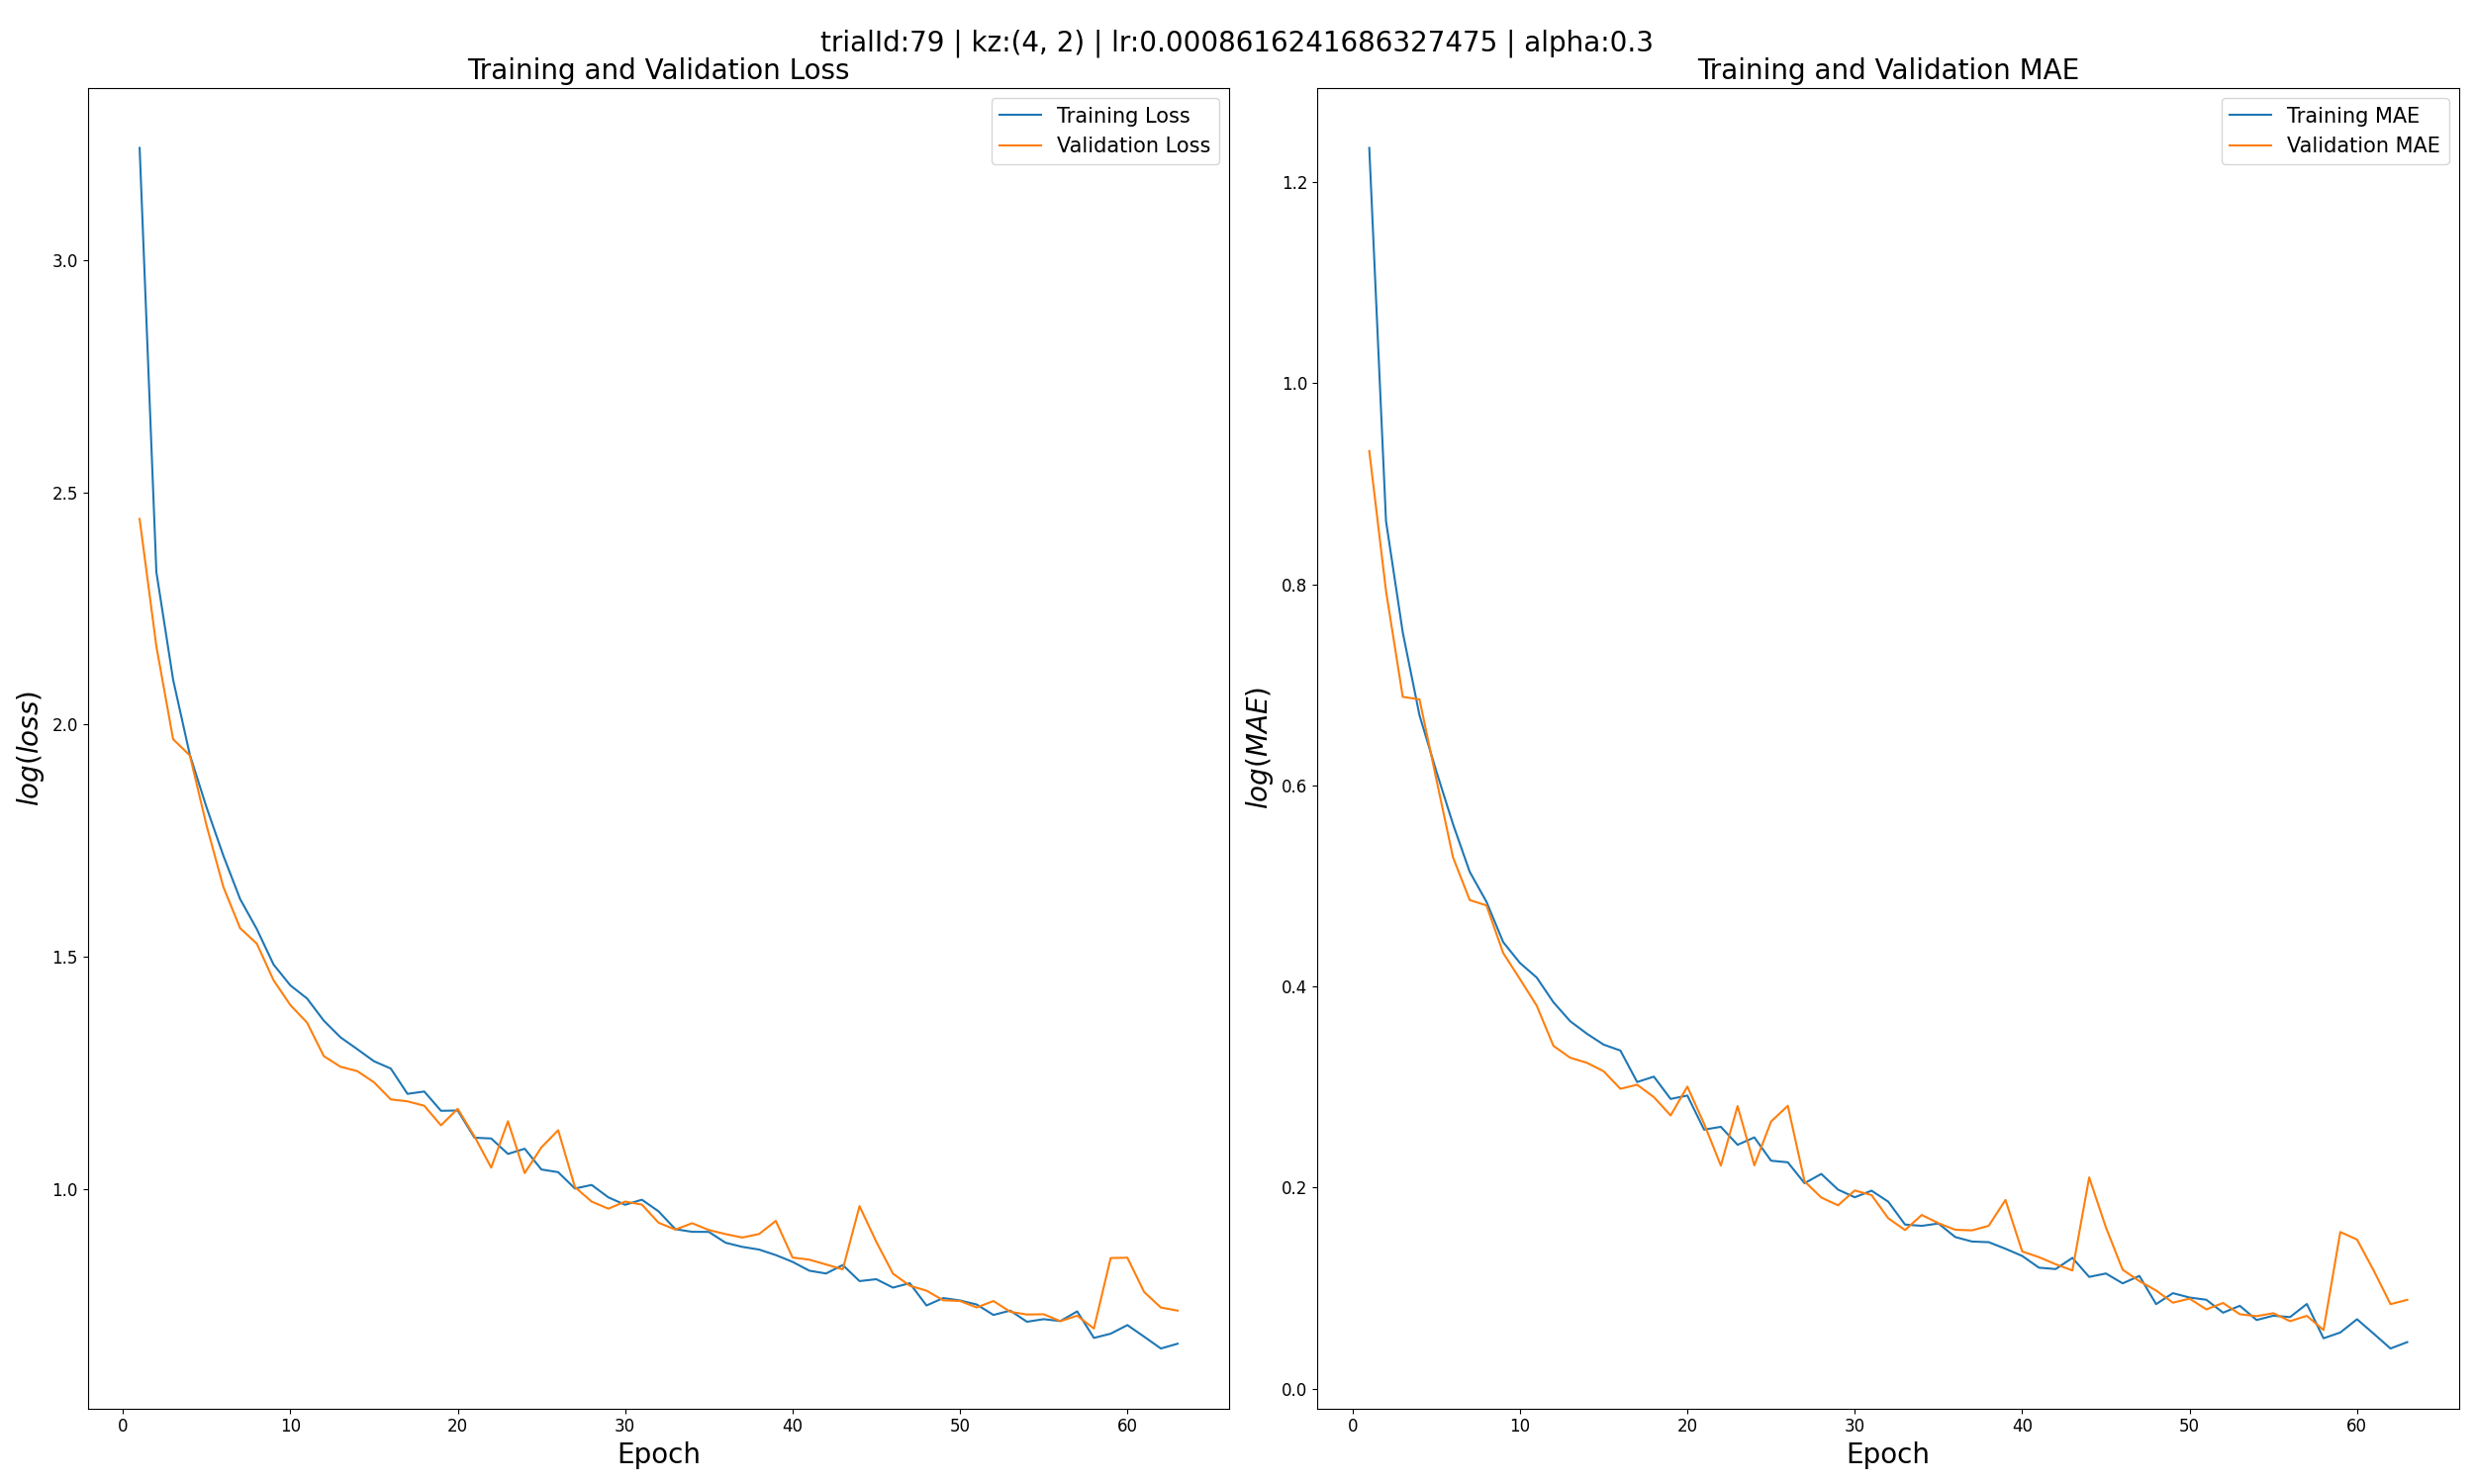 trialId:79 | kz:(4, 2) | lr:0.0008616241686327475 | alpha:0.3
Training and Validation Loss
Training Loss
Validation Loss
3.0
2.5
2.0
1.5
1.0
log(loss)
0 10 20 30 40 50 60
Epoch
Training and Validation MAE
Training MAE
Validation MAE
1.2
1.0
0.8
0.6
0.4
0.2
0.0
log(MAE)
0 10 20 30 40 50 60
Epoch